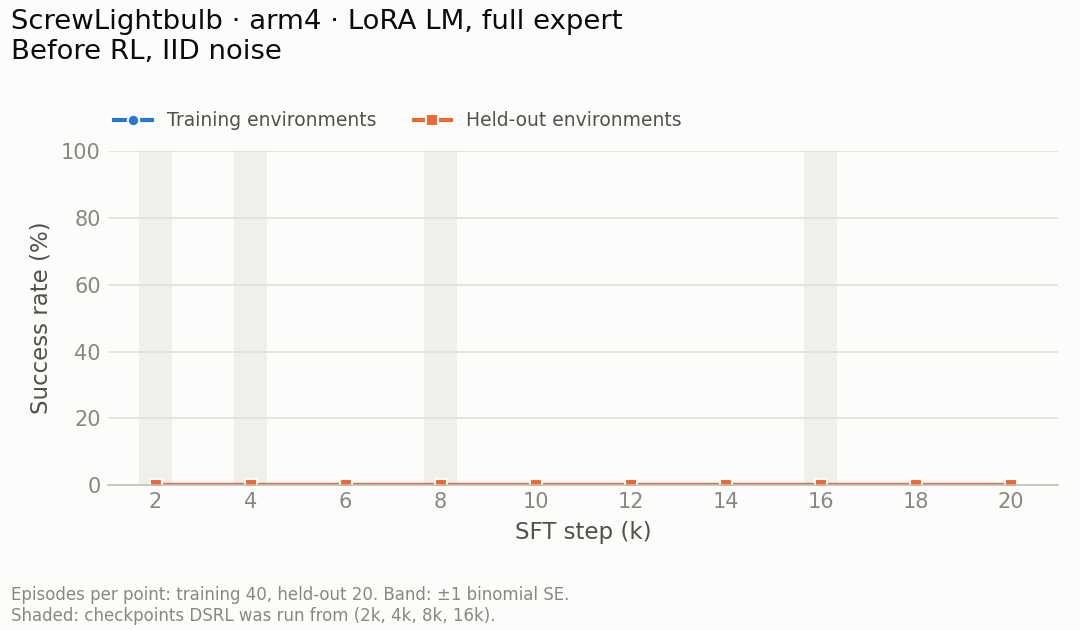 ScrewLightbulb · arm4 · LoRA LM, full expert
Before RL, IID noise
Training environments
Held-out environments
100
80
60
40
20
0
Success rate (%)
2 4 6 8 10 12 14 16 18 20
SFT step (k)
Episodes per point: training 40, held-out 20. Band: ±1 binomial SE.
Shaded: checkpoints DSRL was run from (2k, 4k, 8k, 16k).